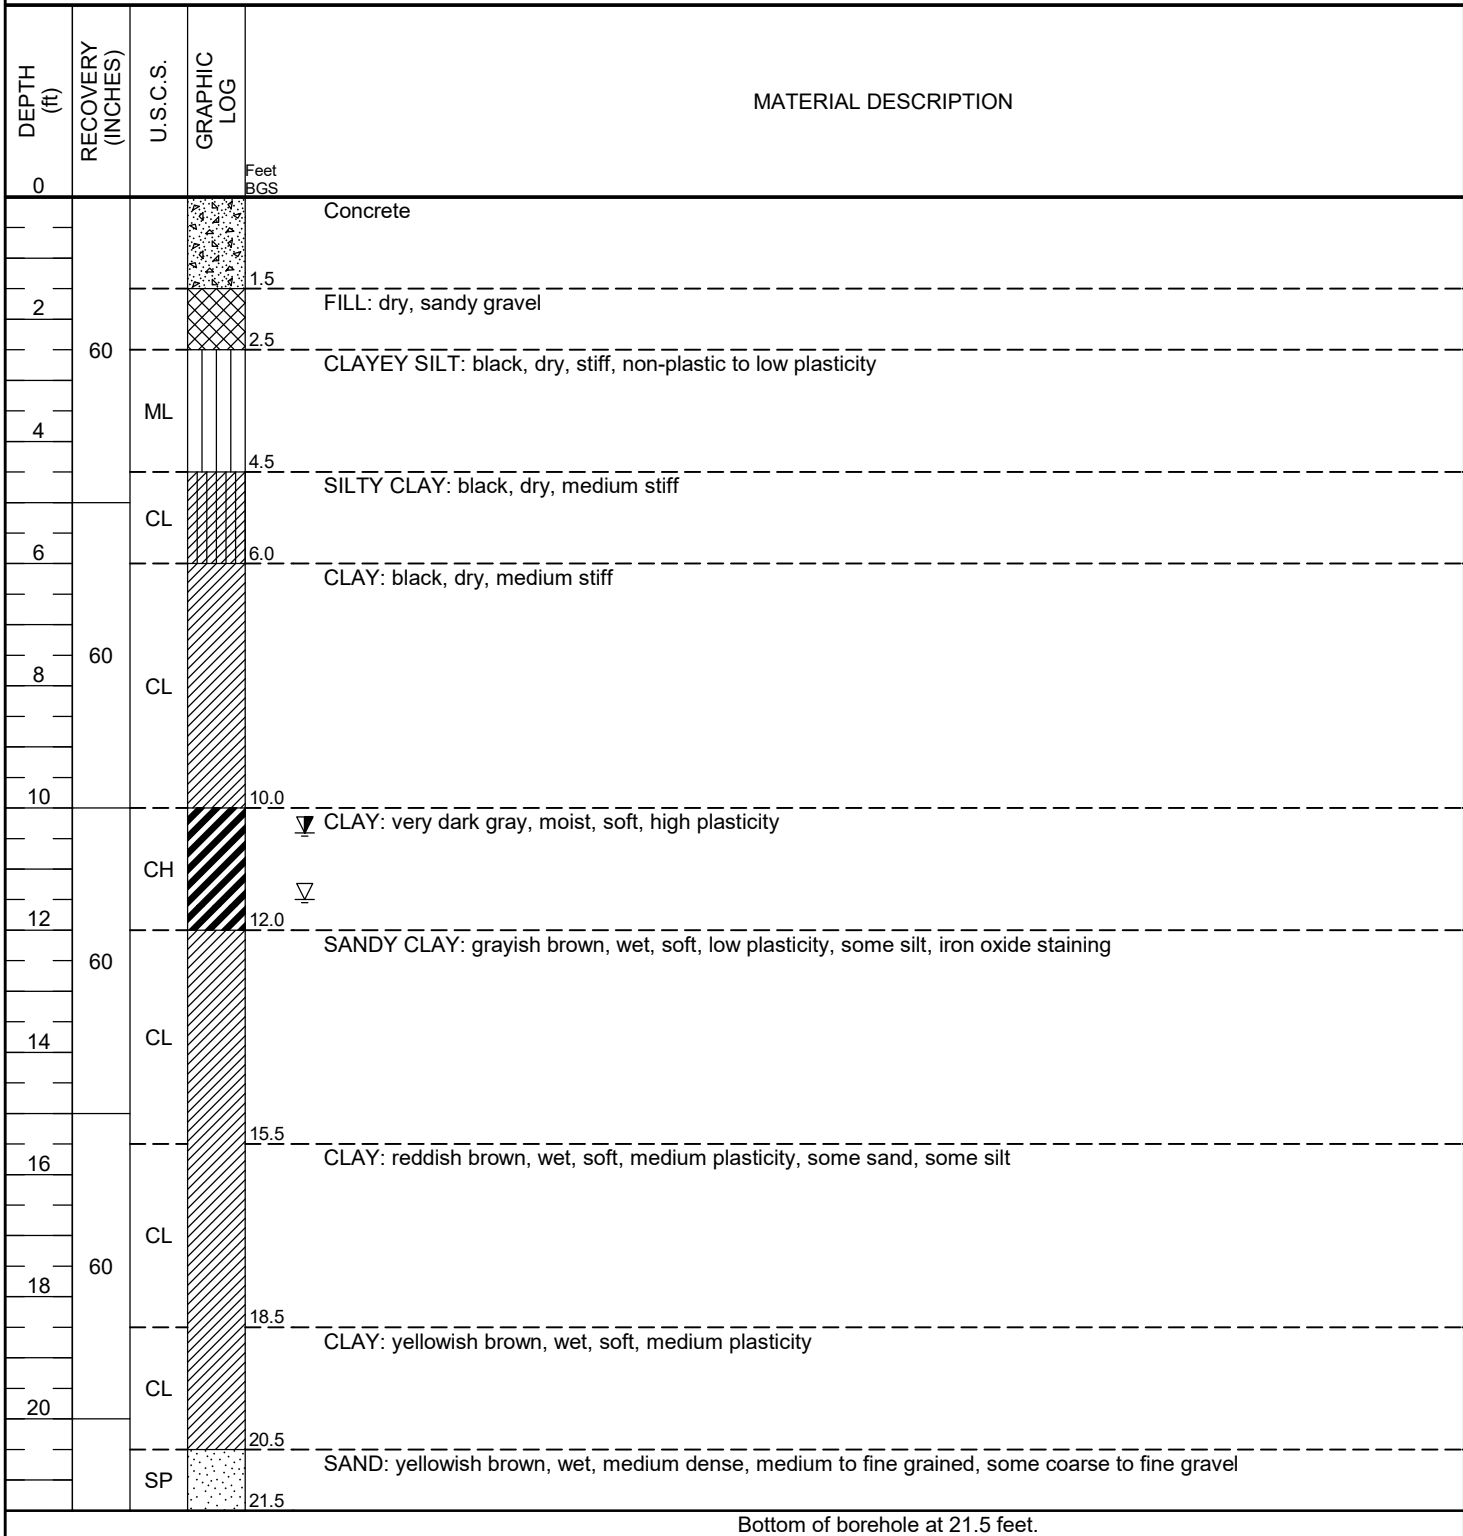 DEPTH
(ft)
RECOVERY
(INCHES)
U.S.C.S.
GRAPHIC
LOG
MATERIAL DESCRIPTION
Feet
BGS
0
Concrete
1.5
2
FILL: dry, sandy gravel
2.5
60
CLAYEY SILT: black, dry, stiff, non-plastic to low plasticity
ML
4
4.5
SILTY CLAY: black, dry, medium stiff
CL
6
6.0
CLAY: black, dry, medium stiff
60
8
CL
10
10.0
CLAY: very dark gray, moist, soft, high plasticity
CH
12
12.0
SANDY CLAY: grayish brown, wet, soft, low plasticity, some silt, iron oxide staining
60
14
CL
15.5
16
CLAY: reddish brown, wet, soft, medium plasticity, some sand, some silt
CL
60
18
18.5
CLAY: yellowish brown, wet, soft, medium plasticity
CL
20
20.5
SAND: yellowish brown, wet, medium dense, medium to fine grained, some coarse to fine gravel
SP
21.5
Bottom of borehole at 21.5 feet.